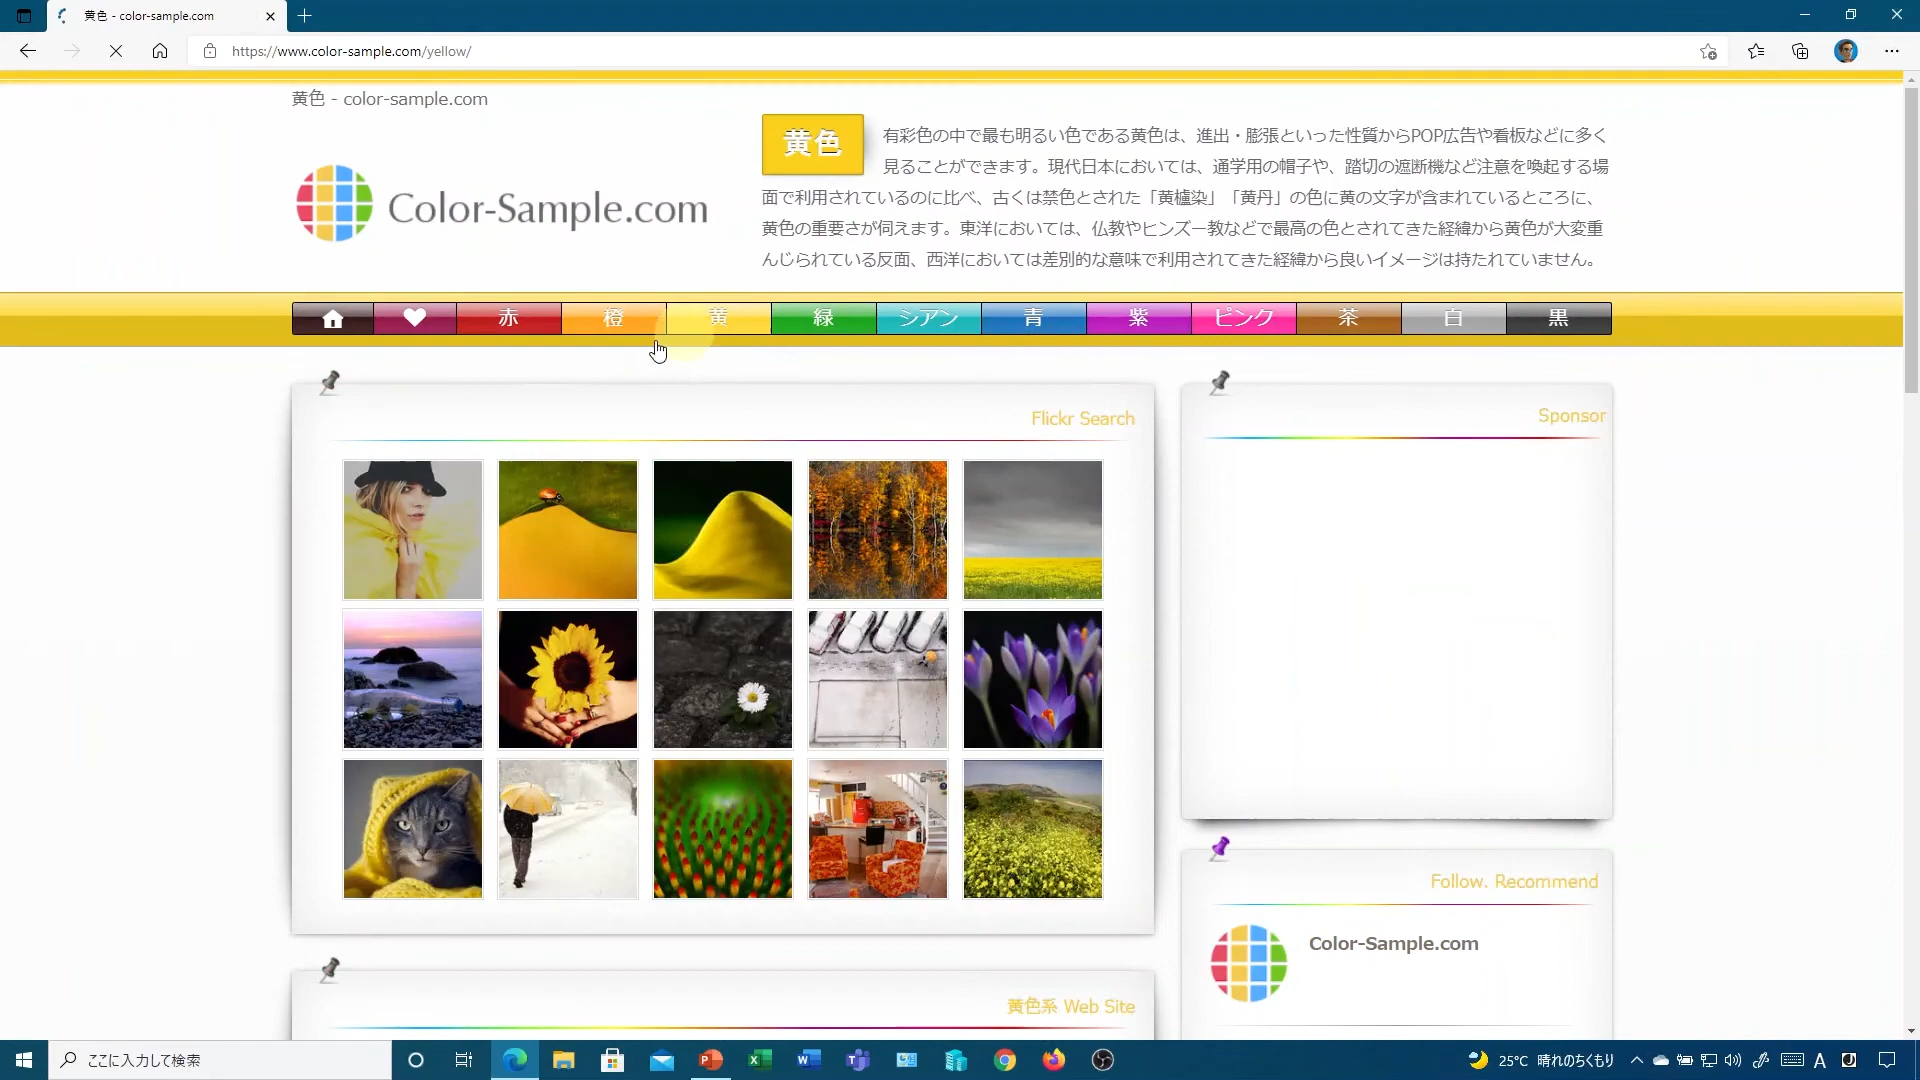 黄色 - color-sample.com
https://www.color-sample.com/yellow/
黄色 - color-sample.com
Color-Sample.com
黄色
有彩色の中で最も明るい色である黄色は、進出・膨張といった性質からPOP広告や看板などに多く
見ることができます。現代日本においては、通学用の帽子や、踏切の遮断機など注意を喚起する場
面で利用されているのに比べ、古くは禁色とされた「黄櫨染」「黄丹」の色に黄の文字が含まれているところに、
黄色の重要さが伺えます。東洋においては、仏教やヒンズー教などで最高の色とされてきた経緯から黄色が大変重
んじられている反面、西洋においては差別的な意味で利用されてきた経緯から良いイメージは持たれていません。
赤 橙 黄 緑 シアン 青 紫 ピンク 茶 白 黒
Flickr Search
Sponsor
Follow. Recommend
Color-Sample.com
黄色系 Web Site
ここに入力して検索
25°C 晴れのちくもり
A